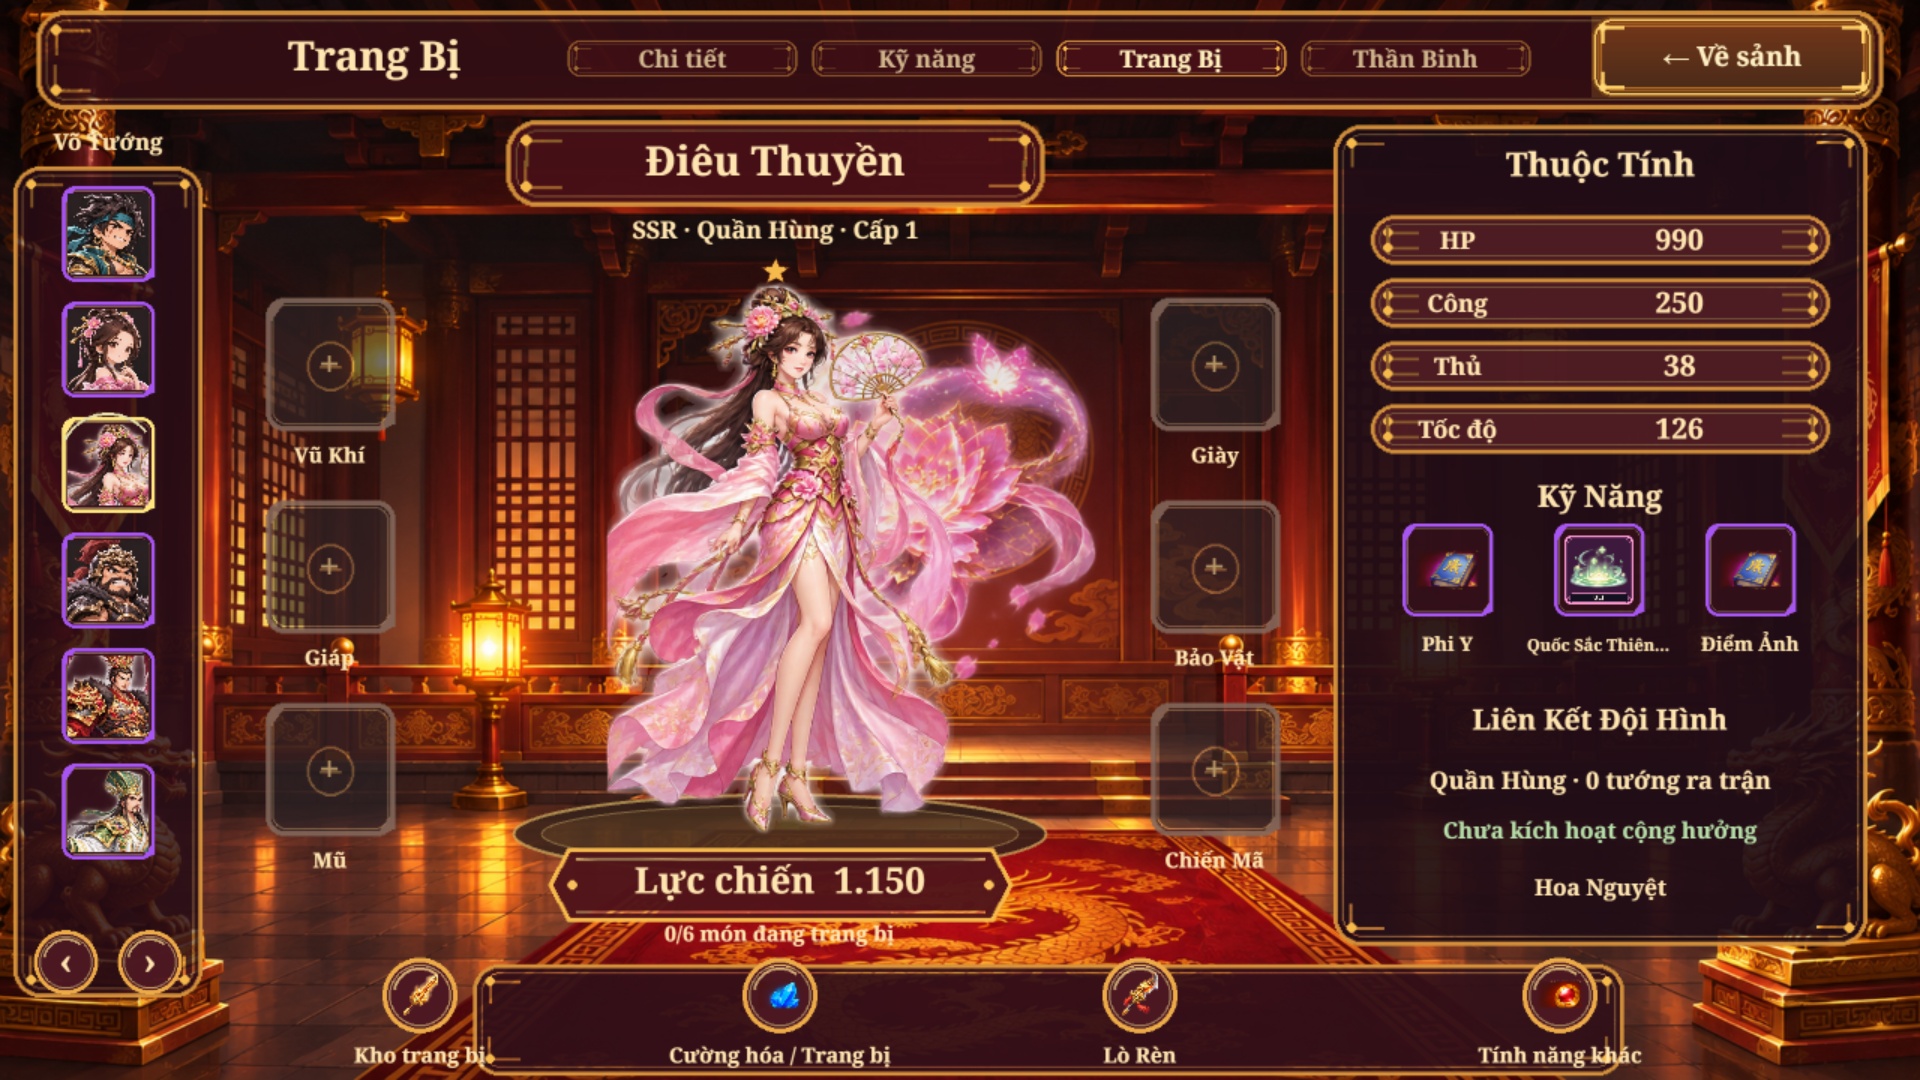 Trang Bị
Chi tiết
Kỹ năng
Trang Bị
Thần Binh
← Về sảnh
Võ Tướng
Điêu Thuyền
SSR · Quần Hùng · Cấp 1
Vũ Khí
Giáp
Mũ
Giày
Bảo Vật
Chiến Mã
Lực chiến 1.150
0/6 món đang trang bị
Thuộc Tính
HP 990
Công 250
Thủ 38
Tốc độ 126
Kỹ Năng
Phi Y
Quốc Sắc Thiên...
Điểm Ảnh
Liên Kết Đội Hình
Quần Hùng · 0 tướng ra trận
Chưa kích hoạt cộng hưởng
Hoa Nguyệt
‹ ›
Kho trang bị
Cường hóa / Trang bị
Lò Rèn
Tính năng khác